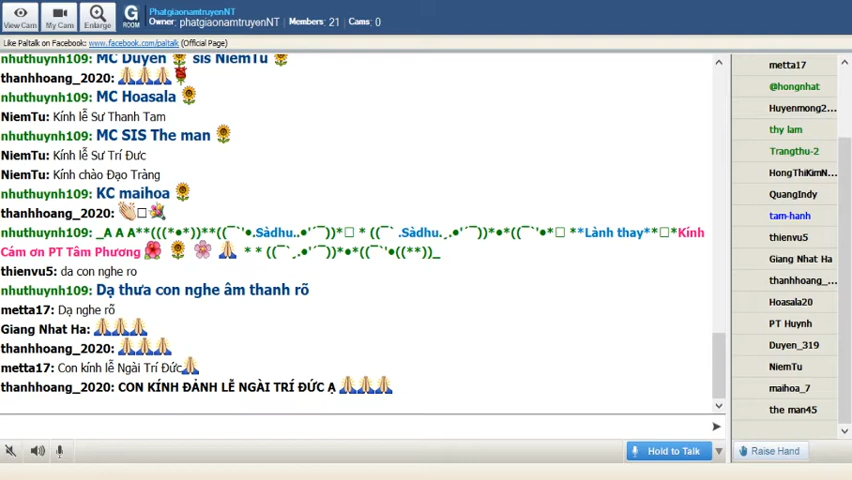 View Cam
My Cam
Enlarge
G
ROOM
PhatgiaonamtruyenNT
Owner: phatgiaonamtruyenNT Members: 21 Cams: 0
Like Paltalk on Facebook: www.facebook.com/paltalk (Official Page)
nhuthuynh109: MC Duyen 🌻 sis NiemTu 🌻
thanhhoang_2020: 🙏🙏🙏🌹
nhuthuynh109: MC Hoasala 🌻
NiemTu: Kính lễ Sư Thanh Tam
nhuthuynh109: MC SIS The man 🌻
NiemTu: Kính lễ Sư Trí Đưc
NiemTu: Kính chào Đạo Tràng
nhuthuynh109: KC maihoa 🌻
thanhhoang_2020: 👏□💐
nhuthuynh109: _A A A**(((*•*))**((¯`'•.Sàdhu..•'´¯))*□ * ((¯` .Sàdhu.¸.•'´¯))*•*((¯`'•*□ **Lành thay**□*Kính
Cám ơn PT Tâm Phương 🌺 🌻 🌸 🙏 * * ((¯`¸.•'´¯))*•*((¯`'•((**))_
thienvu5: da con nghe ro
nhuthuynh109: Dạ thưa con nghe âm thanh rõ
metta17: Dạ nghe rõ
Giang Nhat Ha: 🙏🙏🙏
thanhhoang_2020: 🙏🙏🙏
metta17: Con kính lễ Ngài Trí Đức🙏
thanhhoang_2020: CON KÍNH ĐẢNH LỄ NGÀI TRÍ ĐỨC Ạ 🙏🙏🙏
Hold to Talk
metta17
@hongnhat
Huyenmong2...
thy lam
Trangthu-2
HongThiKimN...
QuangIndy
tam-hanh
thienvu5
Giang Nhat Ha
thanhhoang_...
Hoasala20
PT Huynh
Duyen_319
NiemTu
maihoa_7
the man45
Raise Hand